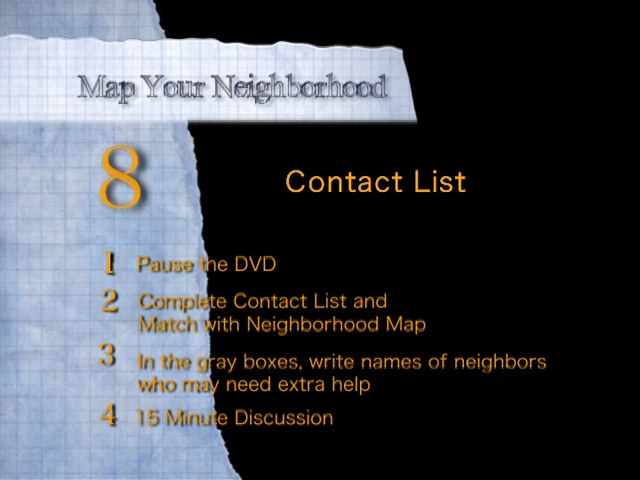 Map Your Neighborhood
8
Contact List
1 Pause the DVD
2 Complete Contact List and
Match with Neighborhood Map
3 In the gray boxes, write names of neighbors
who may need extra help
4 15 Minute Discussion